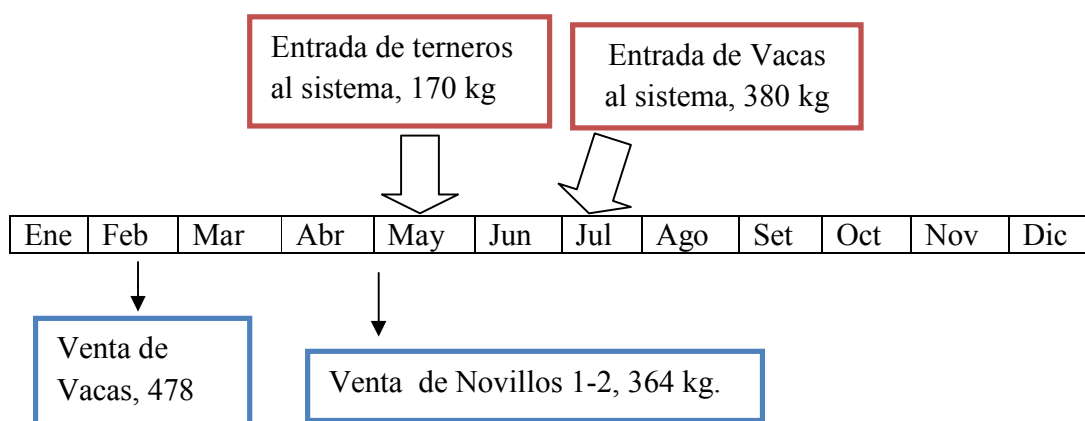 Entrada de terneros
al sistema, 170 kg
Entrada de Vacas
al sistema, 380 kg
Ene Feb Mar Abr May Jun Jul Ago Set Oct Nov Dic
Venta de
Vacas, 478
Venta de Novillos 1-2, 364 kg.